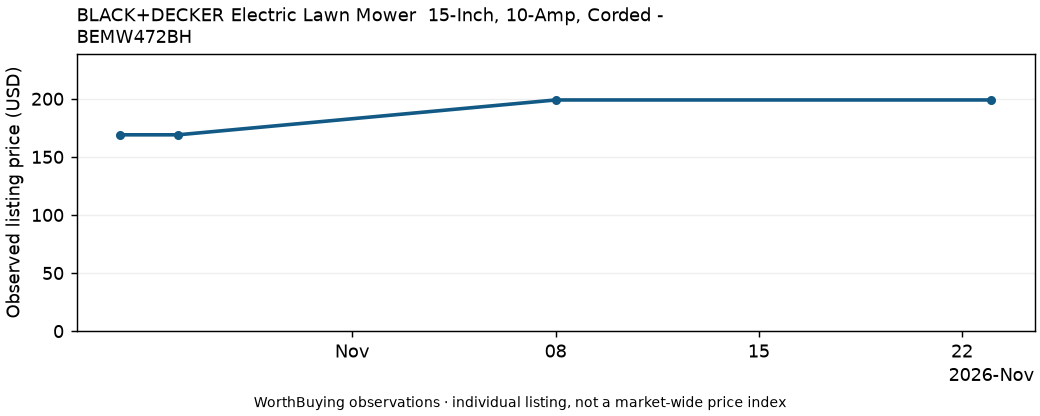 BLACK+DECKER Electric Lawn Mower  15-Inch, 10-Amp, Corded -
BEMW472BH
Observed listing price (USD)
200
150
100
50
0
Nov
08
15
22
2026-Nov
WorthBuying observations · individual listing, not a market-wide price index